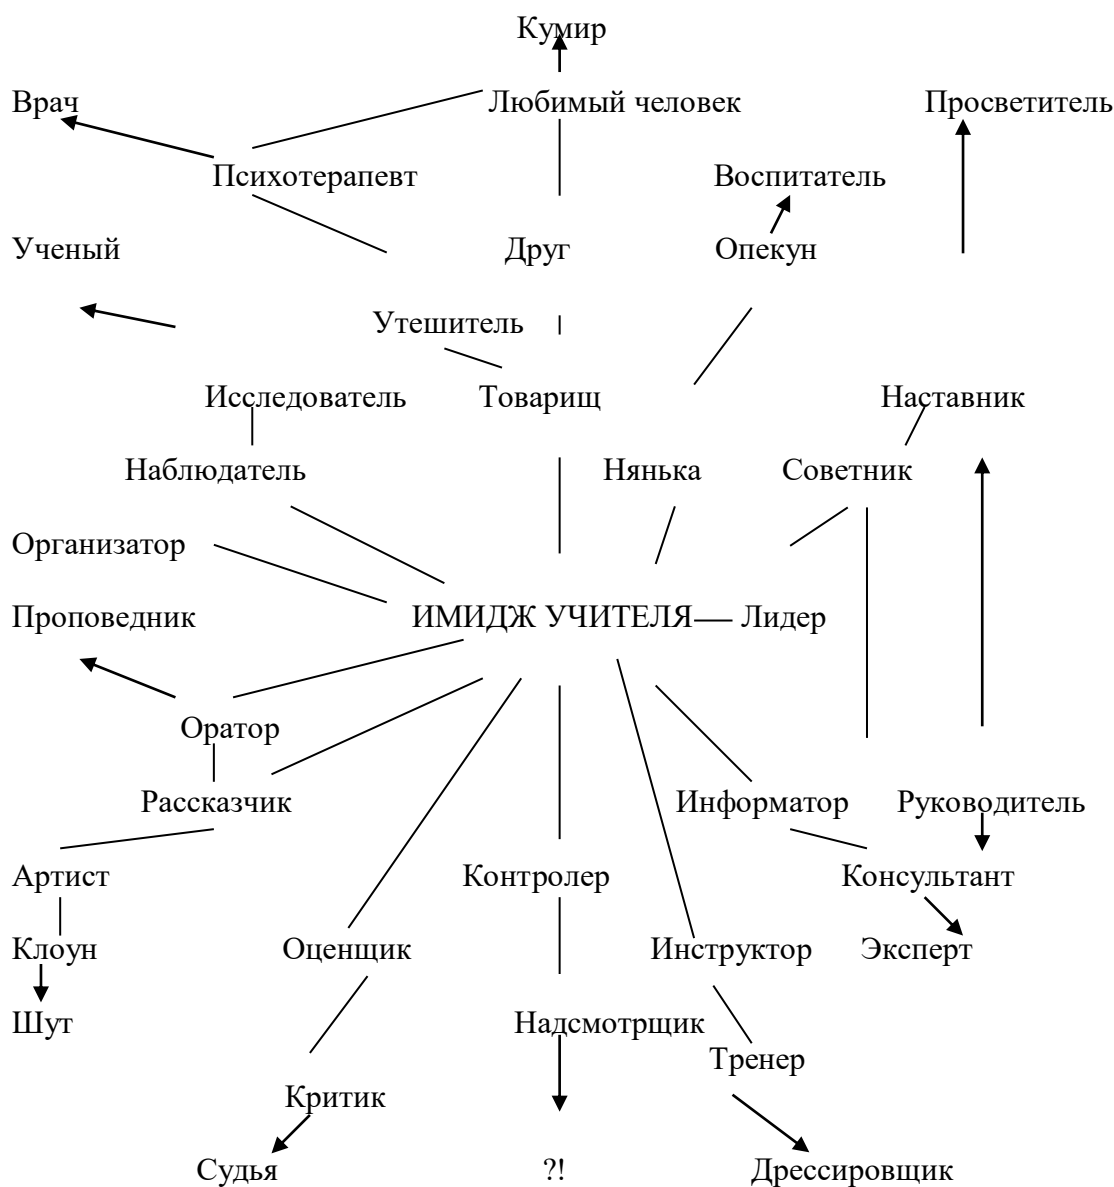 Кумир
Врач Любимый человек Просветитель
Психотерапевт Воспитатель
Ученый Друг Опекун
Утешитель
Исследователь Товарищ Наставник
Наблюдатель Нянька Советник
Организатор
Проповедник ИМИДЖ УЧИТЕЛЯ Лидер
Оратор
Рассказчик Информатор Руководитель
Артист Контролер Консультант
Клоун Оценщик Инструктор Эксперт
Шут Надсмотрщик
Тренер
Критик
Судья ?! Дрессировщик